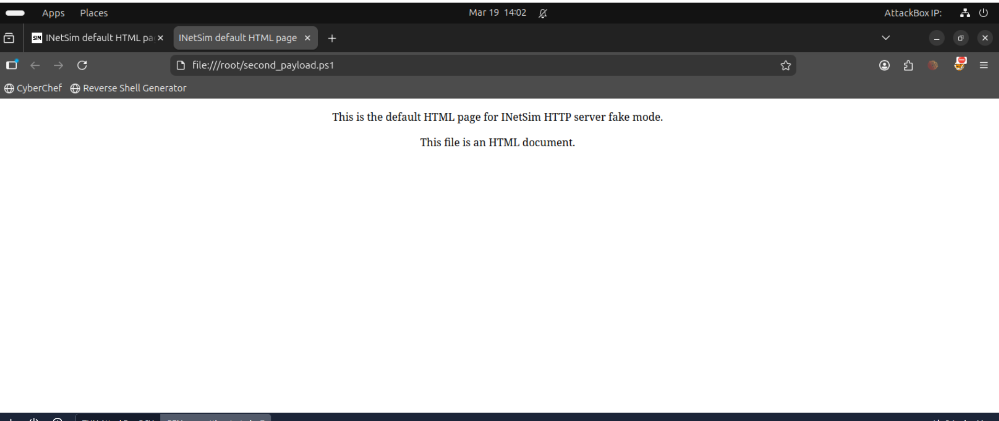 Apps Places Mar 19 14:02 AttackBox IP:
SIM INetSim default HTML pa INetSim default HTML page
file:///root/second_payload.ps1
CyberChef Reverse Shell Generator
This is the default HTML page for INetSim HTTP server fake mode.
This file is an HTML document.